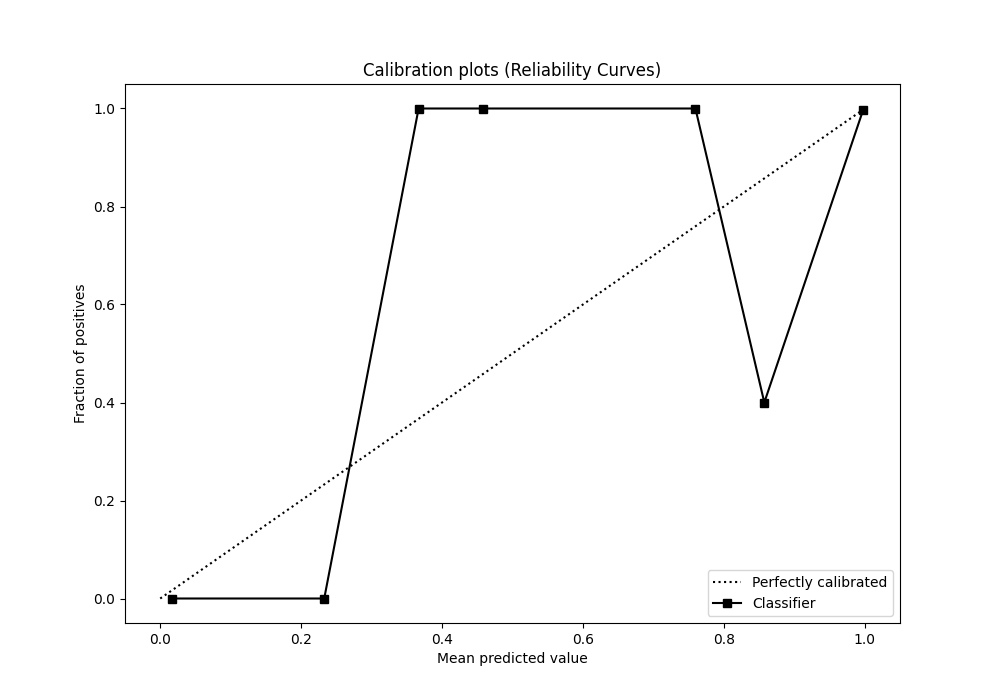 Calibration plots (Reliability Curves)
1.0
0.8
0.6
0.4
0.2
0.0
Fraction of positives
Perfectly calibrated
Classifier
0.0 0.2 0.4 0.6 0.8 1.0
Mean predicted value